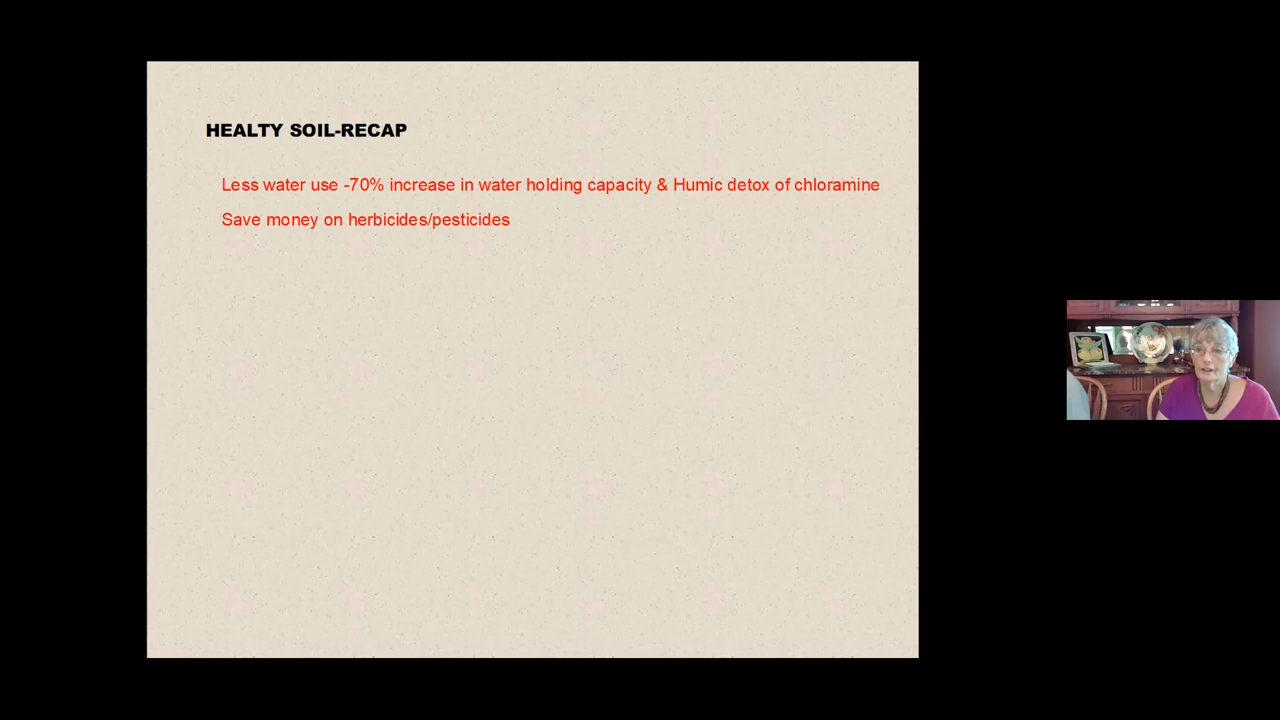 HEALTY SOIL-RECAP
Less water use -70% increase in water holding capacity & Humic detox of chloramine
Save money on herbicides/pesticides